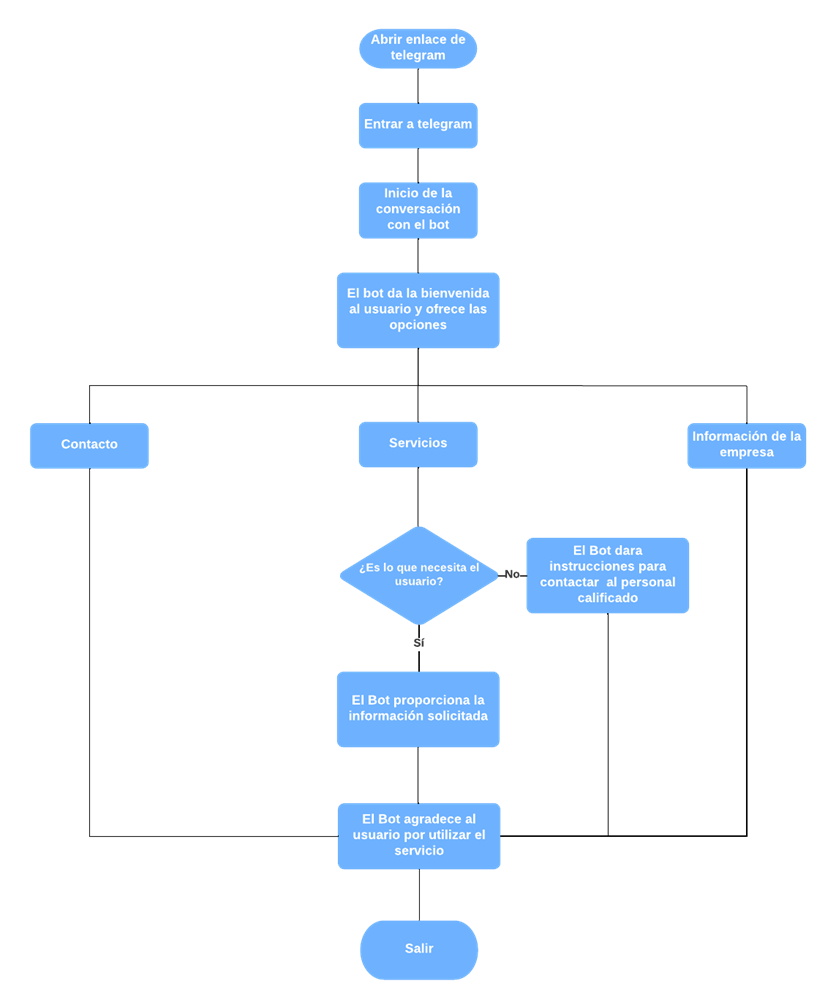 Abrir enlace de
telegram
Entrar a telegram
Inicio de la
conversación
con el bot
El bot da la bienvenida
al usuario y ofrece las
opciones
Contacto
Servicios
Información de la
empresa
¿Es lo que necesita el
usuario?
No
El Bot dara
instrucciones para
contactar al personal
calificado
Sí
El Bot proporciona la
información solicitada
El Bot agradece al
usuario por utilizar el
servicio
Salir